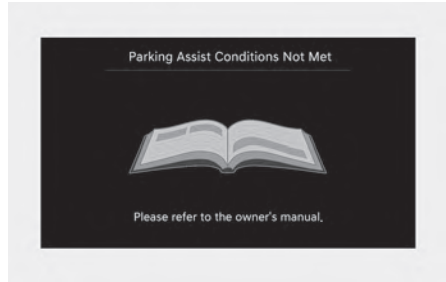 Parking Assist Conditions Not Met
Please refer to the owner's manual.